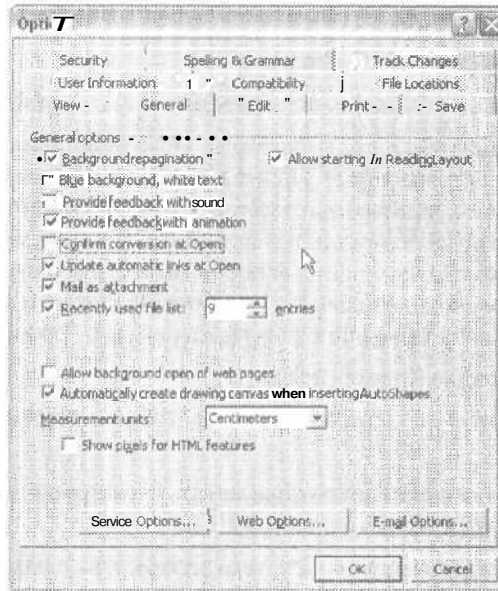 Opti T
Security Spelling & Grammar Track Changes
User Information 1 " Compatibility j File Locations
View - General " Edit " Print - - :- Save
General options - • • • - • •
• Background repagination " Allow starting In Reading Layout
Blue background, white text
Provide feedback with sound
Provide feedback with animation
Confirm conversion at Open
Update automatic links at Open
Mail as attachment
Recently used file list: 9 entries
Allow background open of web pages
Automatically create drawing canvas when inserting AutoShapes
Measurement units: Centimeters
Show pixels for HTML features
Service Options... Web Options... E-mail Options...
OK Cancel